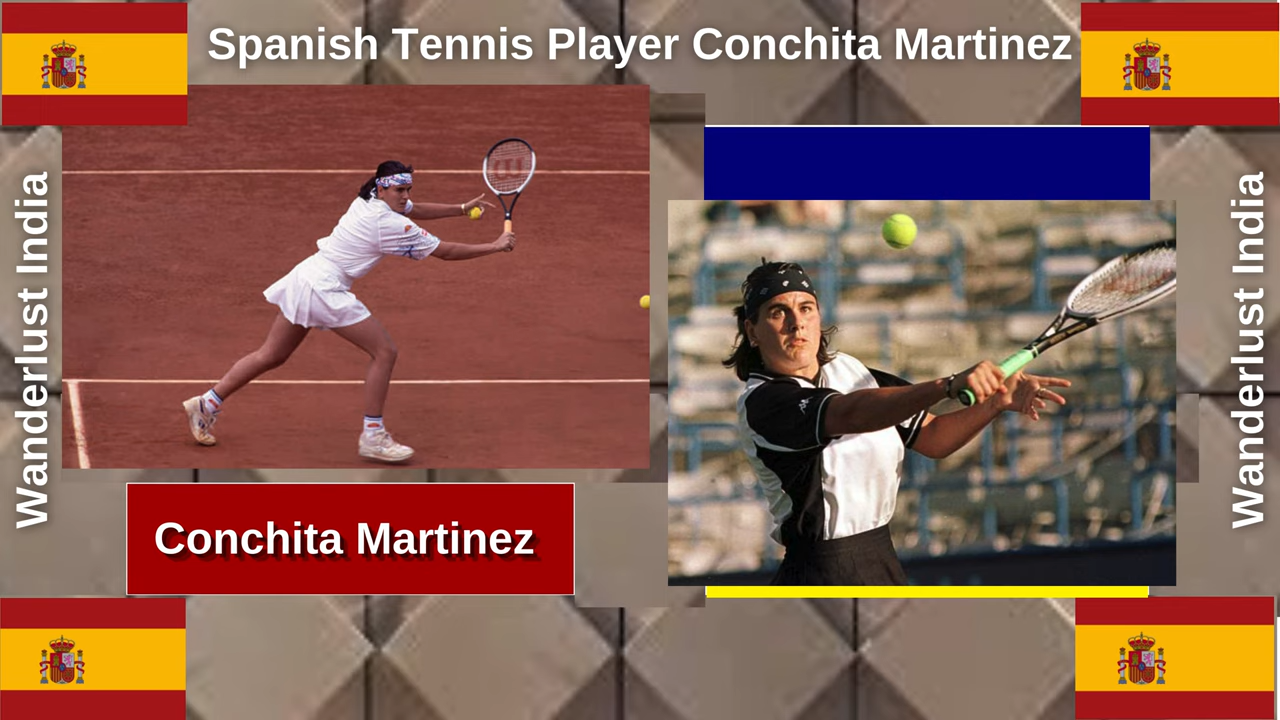 Spanish Tennis Player Conchita Martinez
Wanderlust India
Wanderlust India
Conchita Martinez